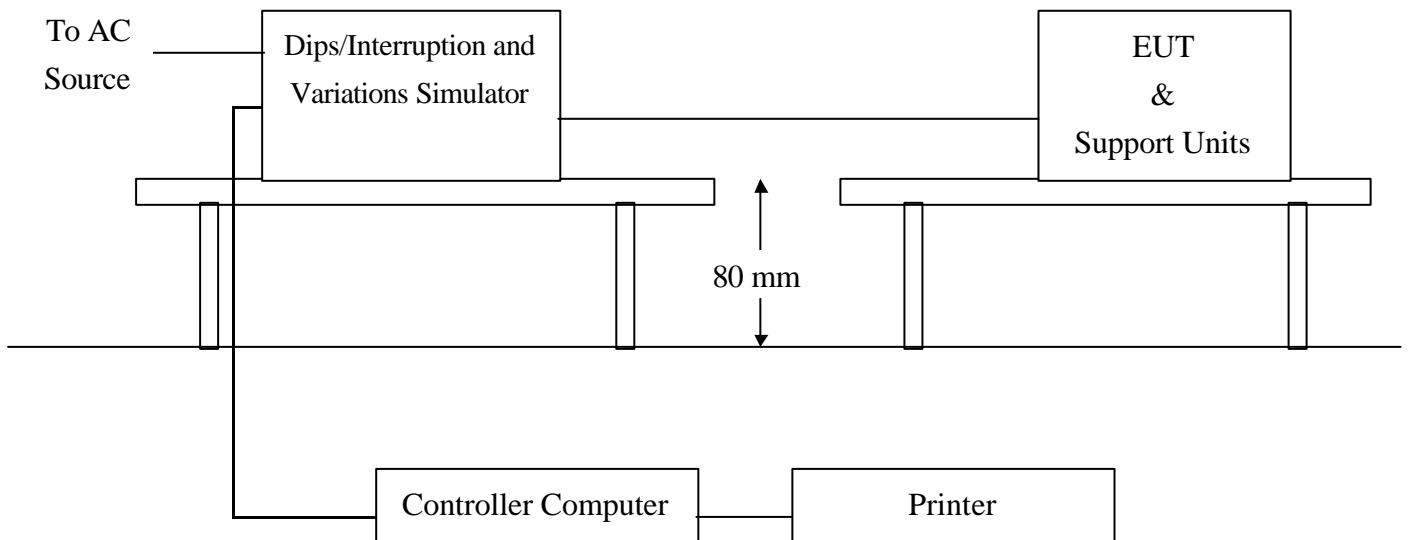 To AC
Source
Dips/Interruption and
Variations Simulator
EUT
&
Support Units
80 mm
Controller Computer
Printer